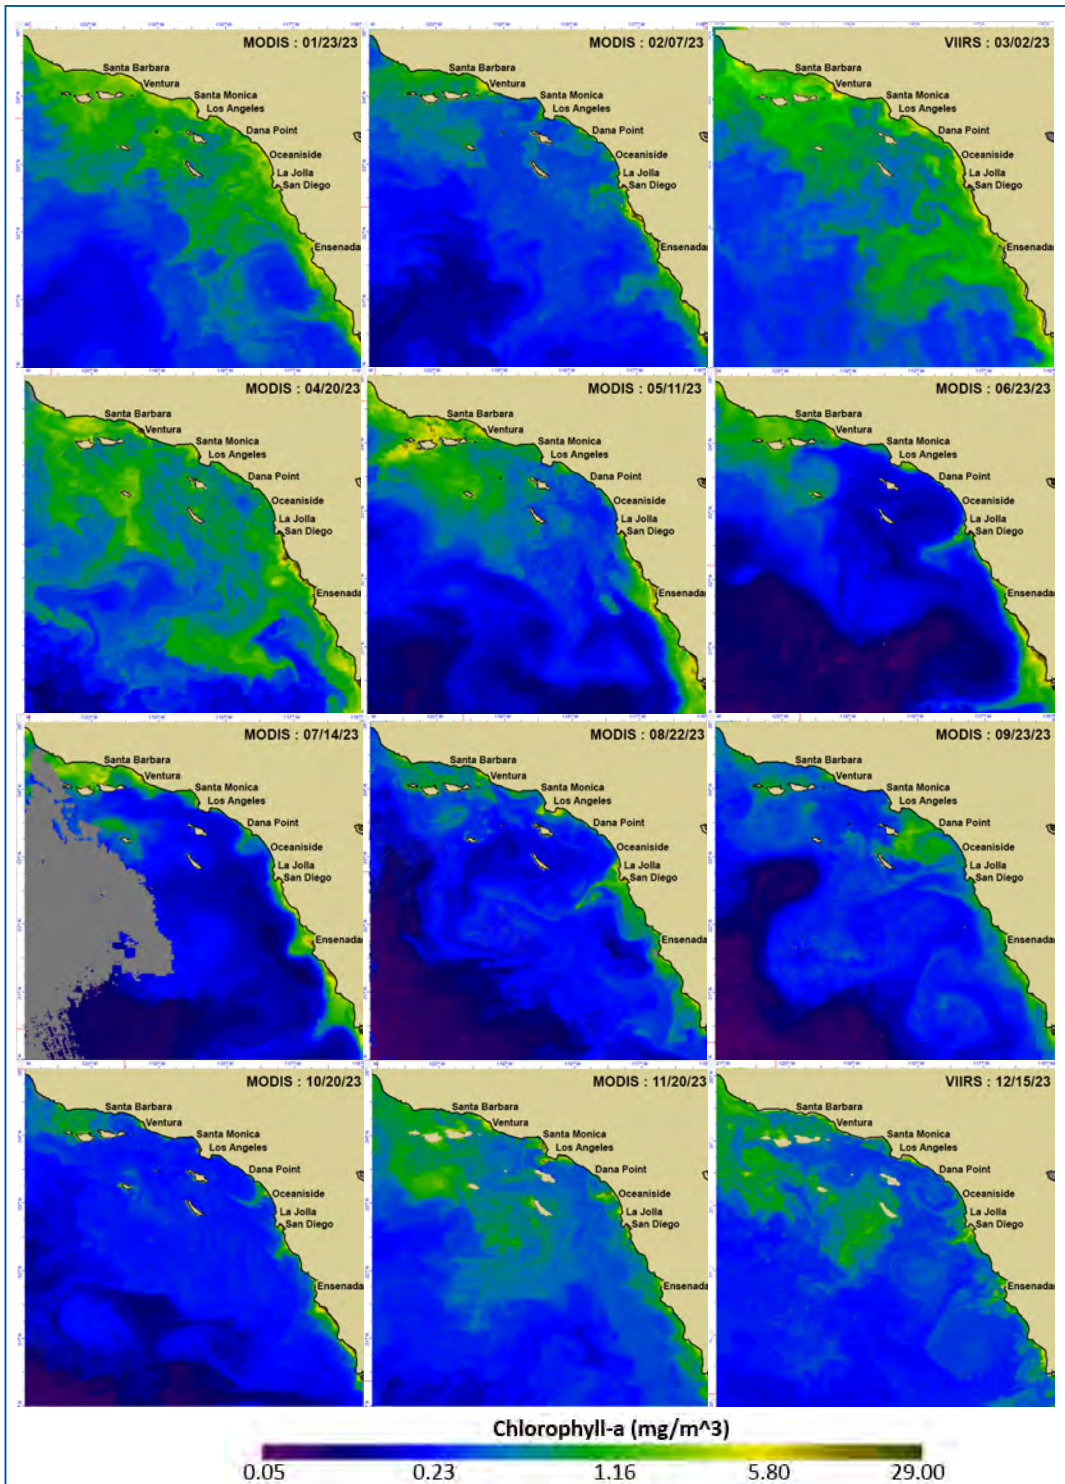 MODIS : 01/23/23
Santa Barbara
Ventura
Santa Monica
Los Angeles
Dana Point
Oceaniside
La Jolla
San Diego
Ensenada
MODIS : 02/07/23
Santa Barbara
Ventura
Santa Monica
Los Angeles
Dana Point
Oceaniside
La Jolla
San Diego
Ensenada
VIIRS : 03/02/23
Santa Barbara
Ventura
Santa Monica
Los Angeles
Dana Point
Oceaniside
La Jolla
San Diego
Ensenada
MODIS : 04/20/23
Santa Barbara
Ventura
Santa Monica
Los Angeles
Dana Point
Oceaniside
La Jolla
San Diego
Ensenada
MODIS : 05/11/23
Santa Barbara
Ventura
Santa Monica
Los Angeles
Dana Point
Oceaniside
La Jolla
San Diego
Ensenada
MODIS : 06/23/23
Santa Barbara
Ventura
Santa Monica
Los Angeles
Dana Point
Oceaniside
La Jolla
San Diego
Ensenada
MODIS : 07/14/23
Santa Barbara
Ventura
Santa Monica
Los Angeles
Dana Point
Oceaniside
La Jolla
San Diego
Ensenada
MODIS : 08/22/23
Santa Barbara
Ventura
Santa Monica
Los Angeles
Dana Point
Oceaniside
La Jolla
San Diego
Ensenada
MODIS : 09/23/23
Santa Barbara
Ventura
Santa Monica
Los Angeles
Dana Point
Oceaniside
La Jolla
San Diego
Ensenada
MODIS : 10/20/23
Santa Barbara
Ventura
Santa Monica
Los Angeles
Dana Point
Oceaniside
La Jolla
San Diego
Ensenada
MODIS : 11/20/23
Santa Barbara
Ventura
Santa Monica
Los Angeles
Dana Point
Oceaniside
La Jolla
San Diego
Ensenada
VIIRS : 12/15/23
Santa Barbara
Ventura
Santa Monica
Los Angeles
Dana Point
Oceaniside
La Jolla
San Diego
Ensenada
Chlorophyll-a (mg/m^3)
0.05 0.23 1.16 5.80 29.00